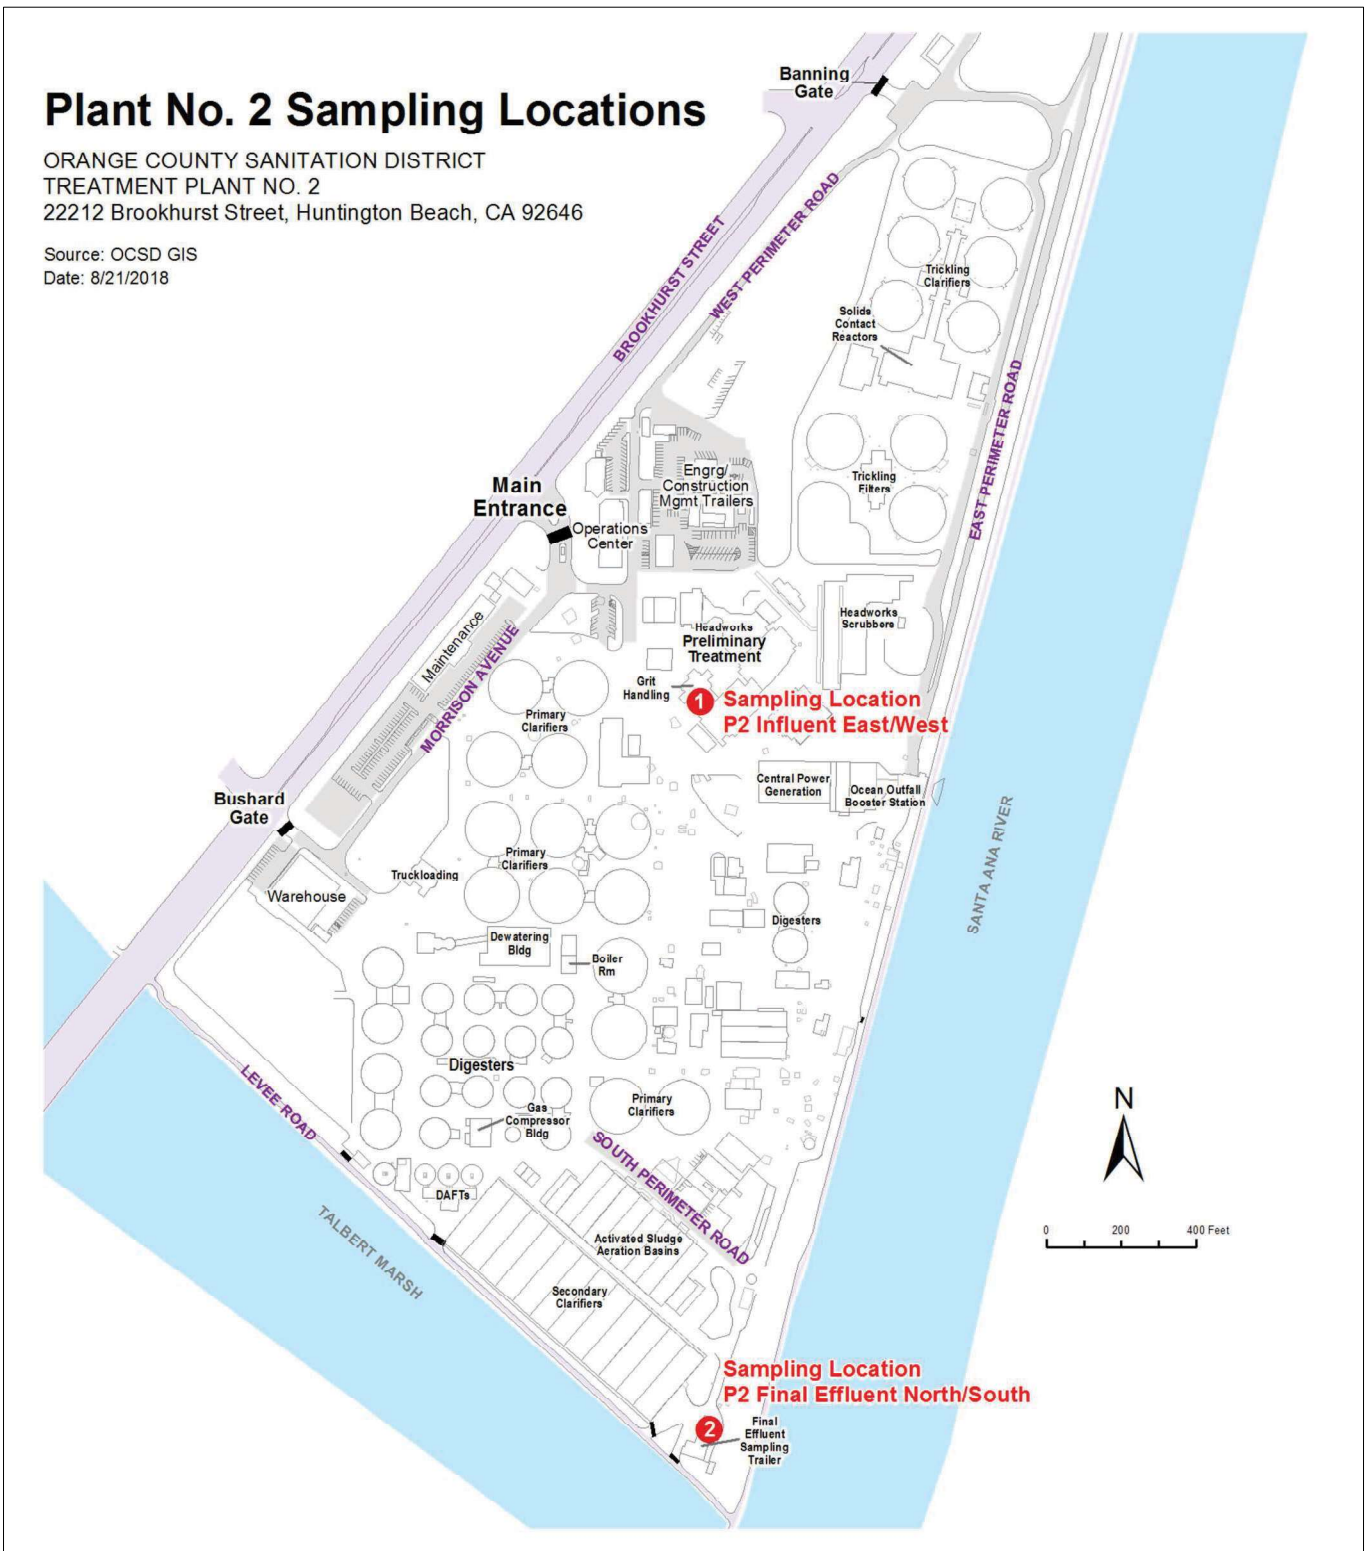 Plant No. 2 Sampling Locations
ORANGE COUNTY SANITATION DISTRICT
TREATMENT PLANT NO. 2
22212 Brookhurst Street, Huntington Beach, CA 92646
Source: OCSD GIS
Date: 8/21/2018
Banning
Gate
BROOKHURST STREET
WEST PERIMETER ROAD
Trickling
Clarifiers
Solids
Contact
Reactors
EAST PERIMETER ROAD
Trickling
Filters
Engrg/
Construction
Mgmt Trailers
Main
Entrance
Operations
Center
Maintenance
MORRISON AVENUE
Headworks
Preliminary
Treatment
Headworks
Scrubbers
Grit
Handling
1
Sampling Location
P2 Influent East/West
Primary
Clarifiers
Central Power
Generation
Ocean Outfall
Booster Station
Bushard
Gate
Primary
Clarifiers
Truckloading
Warehouse
SANTA ANA RIVER
Digesters
Dewatering
Bldg
Boiler
Rm
Digesters
LEVEE ROAD
Gas
Compressor
Bldg
Primary
Clarifiers
SOUTH PERIMETER ROAD
N
DAFTs
TALBERT MARSH
Activated Sludge
Aeration Basins
0 200 400 Feet
Secondary
Clarifiers
Sampling Location
P2 Final Effluent North/South
2
Final
Effluent
Sampling
Trailer